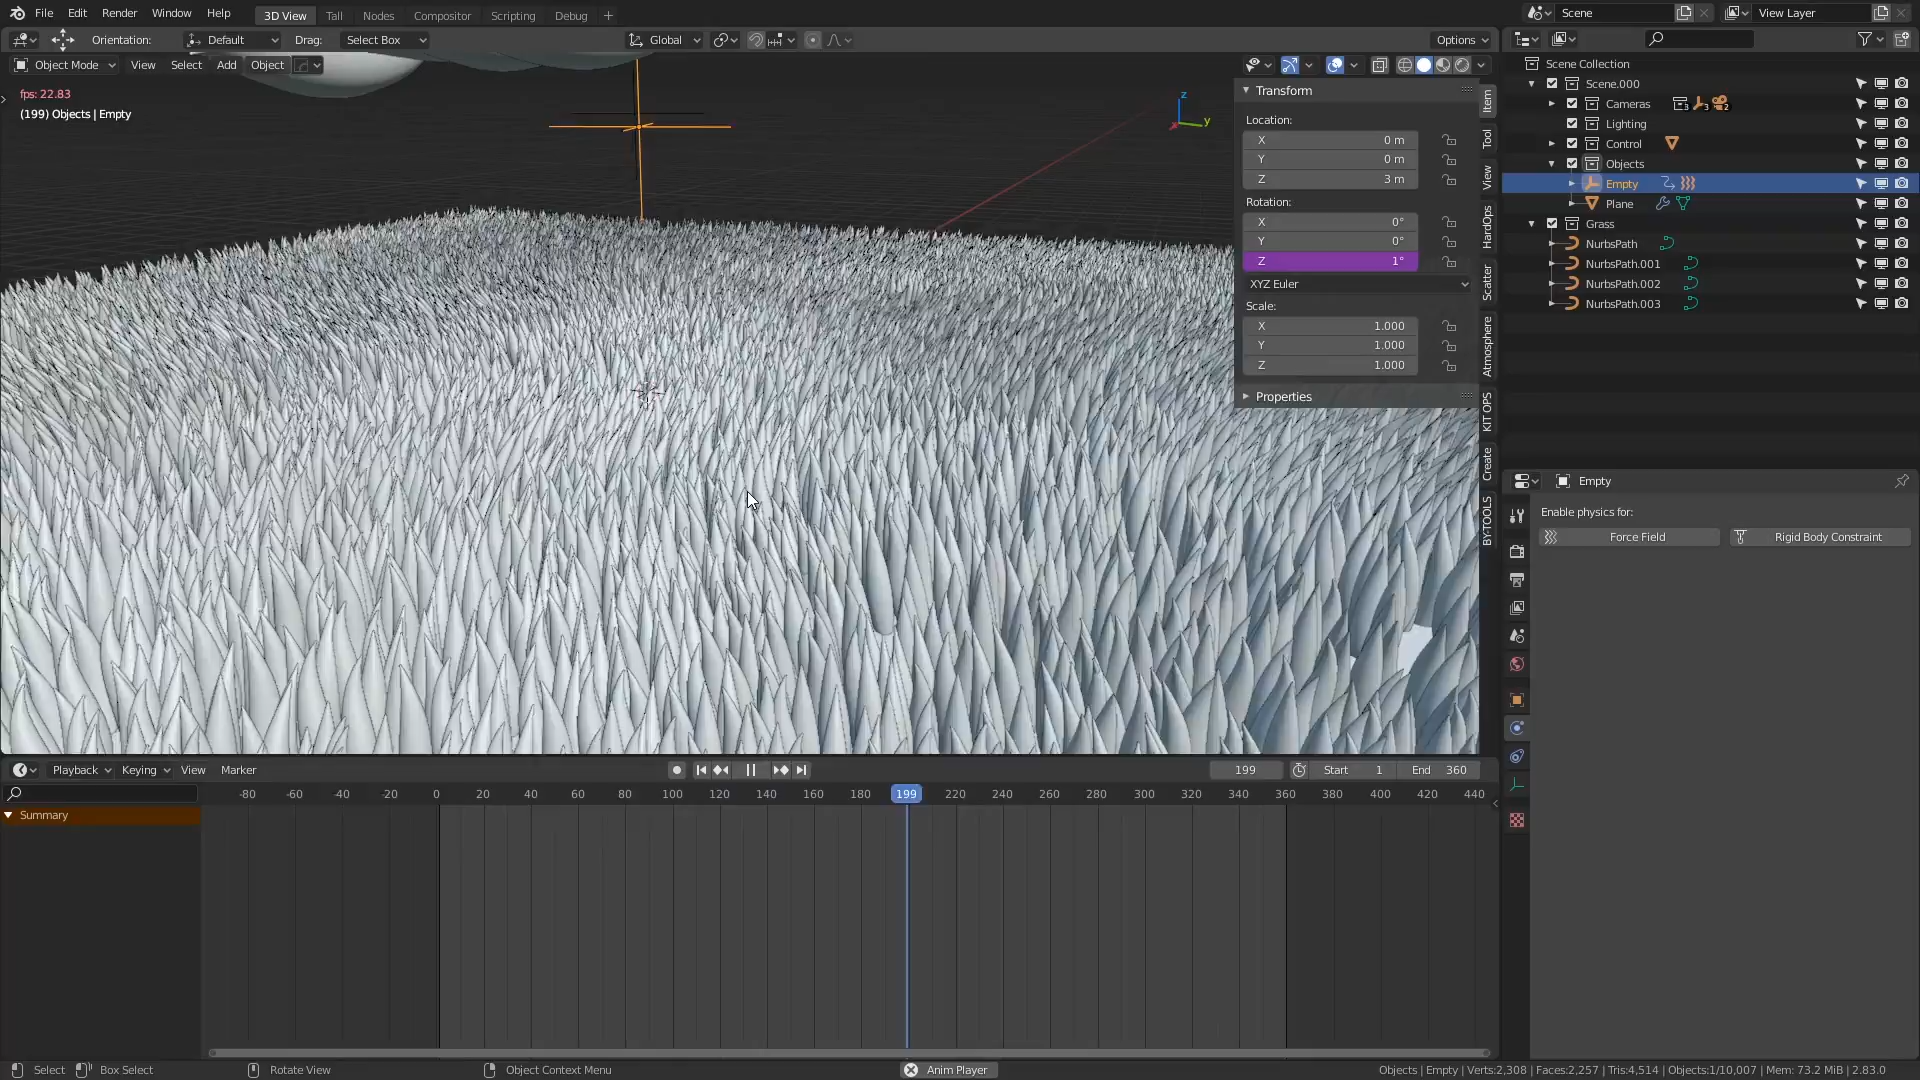 File Edit Render Window Help 3D View Tall Nodes Compositor Scripting Debug + Scene View Layer
Orientation: Default Drag: Select Box Global Options
Object Mode View Select Add Object
fps: 22.83
(199) Objects | Empty
Z
Y
X
Transform
Location:
X 0 m
Y 0 m
Z 3 m
Rotation:
X 0°
Y 0°
Z 1°
XYZ Euler
Scale:
X 1.000
Y 1.000
Z 1.000
Properties
Item
Tool
View
HardOps
Scatter
Atmosphere
KIT OPS
Create
BY-TOOLS
Scene Collection
Scene.000
Cameras 3 3 2
Lighting
Control
Objects
Empty
Plane
Grass
NurbsPath
NurbsPath.001
NurbsPath.002
NurbsPath.003
Empty
Enable physics for:
Force Field Rigid Body Constraint
Playback Keying View Marker 199 Start 1 End 360
-80 -60 -40 -20 0 20 40 60 80 100 120 140 160 180 199 220 240 260 280 300 320 340 360 380 400 420 440
Summary
Select Box Select Rotate View Object Context Menu Anim Player Objects | Empty | Verts:2,308 | Faces:2,257 | Tris:4,514 | Objects:1/10,007 | Mem: 73.2 MiB | 2.83.0